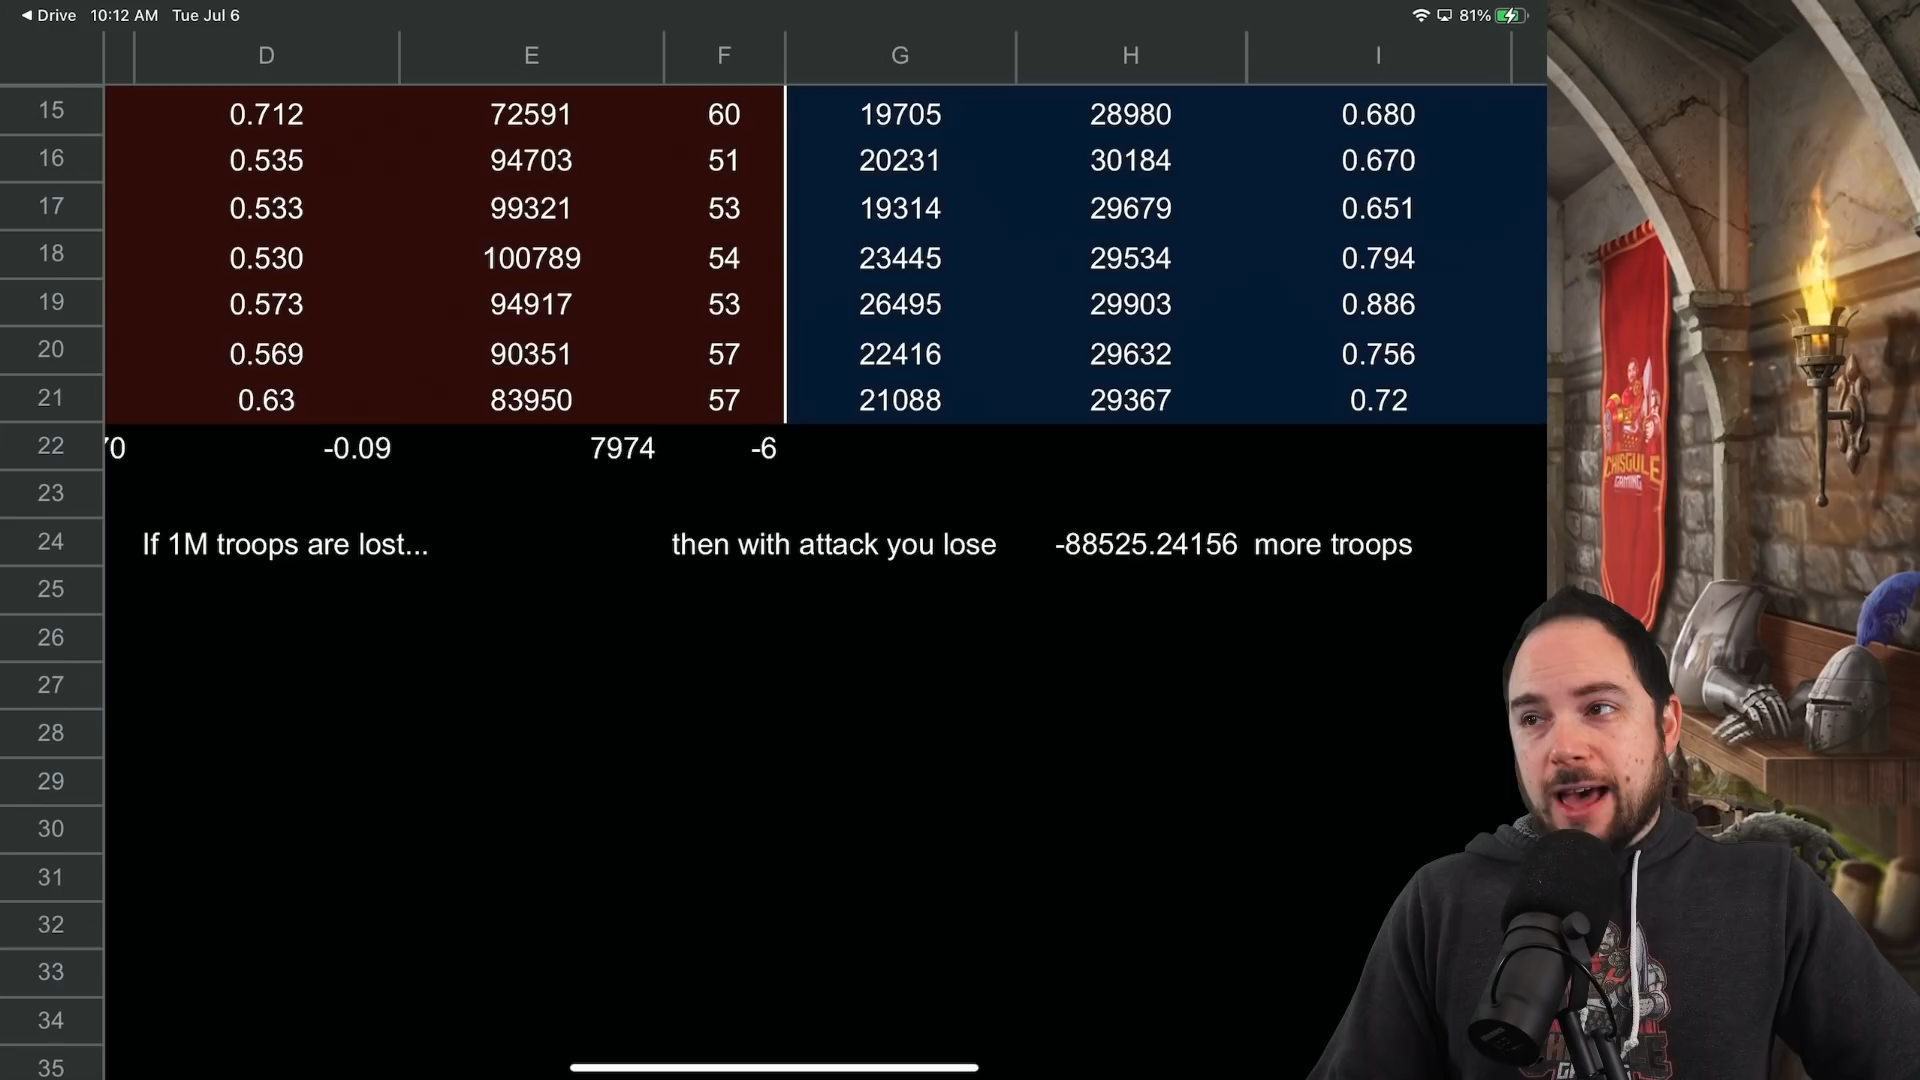 Drive 10:12 AM Tue Jul 6 81%
D E F G H I
15 0.712 72591 60 19705 28980 0.680
16 0.535 94703 51 20231 30184 0.670
17 0.533 99321 53 19314 29679 0.651
18 0.530 100789 54 23445 29534 0.794
19 0.573 94917 53 26495 29903 0.886
20 0.569 90351 57 22416 29632 0.756
21 0.63 83950 57 21088 29367 0.72
22 70 -0.09 7974 -6
23
24 If 1M troops are lost... then with attack you lose -88525.24156 more troops
25
26
27
28
29
30
31
32
33
34
35
CHISGULE
GAMING